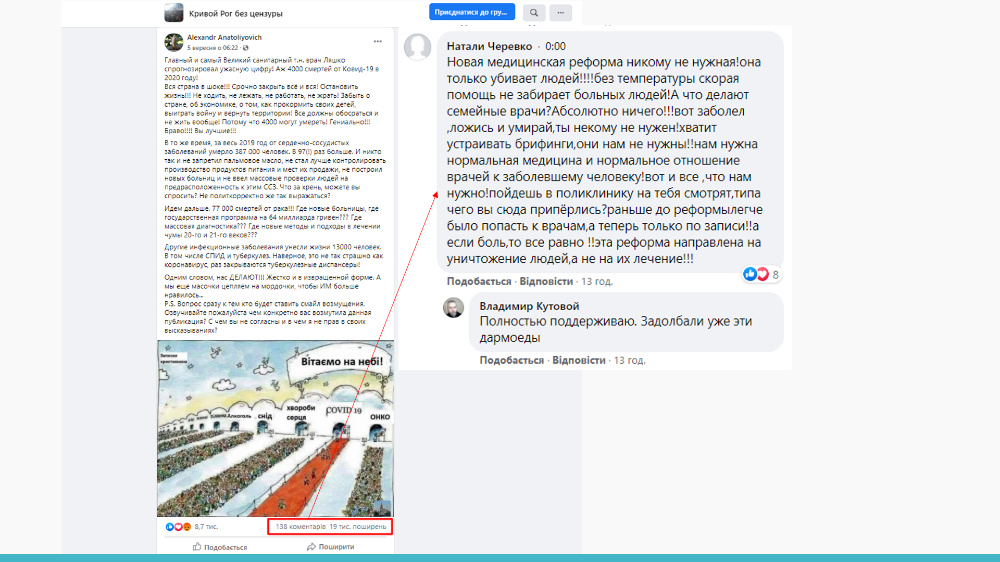 Кривой Рог без цензуры
Приєднатися до гру...
Alexandr Anatoliyovich
5 вересня о 06:22 ·
Главный и самый Великий санитарный т.н. врач Ляшко
спрогнозировал ужасную цифру! Аж 4000 смертей от Ковид-19 в
2020 году!
Вся страна в шоке!!! Срочно закрыть всё и вся! Остановить
жизнь!!! Не ходить, не лежать, не работать, не жрать! Забыть о
стране, об экономике, о том, как прокормить своих детей,
выиграть войну и вернуть территории! Все должны обосраться и
не жить вообще! Потому что 4000 могут умереть! Гениально!!!
Браво!!!! Вы лучшие!!!
В то же время, за весь 2019 год от сердечно-сосудистых
заболеваний умерло 387 000 человек. В 97(!) раз больше. И никто
так и не запретил пальмовое масло, не стал лучше контролировать
производство продуктов питания и мест их продажи, не построил
новых больниц и не ввел массовые проверки людей на
предрасположенность к этим ССЗ. Что за хрень, можете вы
спросить? Не политкорректно же так выражаться?
Идем дальше. 77 000 смертей от рака!!! Где новые больницы, где
государственная программа на 64 миллиарда гривен??? Где
массовая диагностика??? Где новые методы и подходы в лечении
чумы 20-го и 21-го веков???
Другие инфекционные заболевания унесли жизни 13000 человек.
В том числе СПИД и туберкулез. Наверное, это не так страшно как
коронавирус, раз закрываются туберкулезные диспансеры!
Одним словом, нас ДЕЛАЮТ!!! Жестко и в извращенной форме. А
мы еще масочки цепляем на мордочки, чтобы ИМ больше
нравилось...
P.S. Вопрос сразу к тем кто будет ставить смайл возмущения.
Озвучивайте пожалуйста чем конкретно вас возмутила данная
публикация? С чем вы не согласны и в чем я не прав в своих
высказываниях?
Записки
християнина
Вітаємо на небі!
Алкоголь
снід
хвороби
серця
COVID 19
ОНКО
8,7 тис.
138 коментарів 19 тис. поширень
Подобається
Поширити
Натали Черевко · 0:00
Новая медицинская реформа никому не нужная!она
только убивает людей!!!!без температуры скорая
помощь не забирает больных людей!А что делают
семейные врачи?Абсолютно ничего!!!вот заболел
,ложись и умирай,ты некому не нужен!хватит
устраивать брифинги,они нам не нужны!!нам нужна
нормальная медицина и нормальное отношение
врачей к заболевшему человеку!вот и все ,что нам
нужно!пойдешь в поликлинику на тебя смотрят,типа
чего вы сюда припёрлись?раньше до реформылегче
было попасть к врачам,а теперь только по записи!!а
если боль,то все равно !!эта реформа направлена на
уничтожение людей,а не на их лечение!!!
8
Подобається · Відповісти · 13 год.
Владимир Кутовой
Полностью поддерживаю. Задолбали уже эти
дармоеды
Подобається · Відповісти · 13 год.